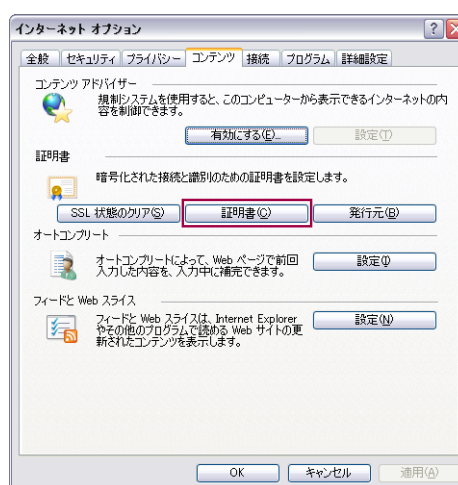 インターネット オプション
全般 セキュリティ プライバシー コンテンツ 接続 プログラム 詳細設定
コンテンツ アドバイザー
規制システムを使用すると、このコンピューターから表示できるインターネットの内
容を制御できます。
有効にする(E)... 設定(T)
証明書
暗号化された接続と識別のための証明書を設定します。
SSL 状態のクリア(S) 証明書(C) 発行元(B)
オートコンプリート
オートコンプリートによって、Web ページで前回
入力した内容を、入力中に補完できます。
設定(I)
フィードと Web スライス
フィードと Web スライスは、Internet Explorer
やその他のプログラムで読める Web サイトの更
新されたコンテンツを表示します。
設定(N)
OK キャンセル 適用(A)